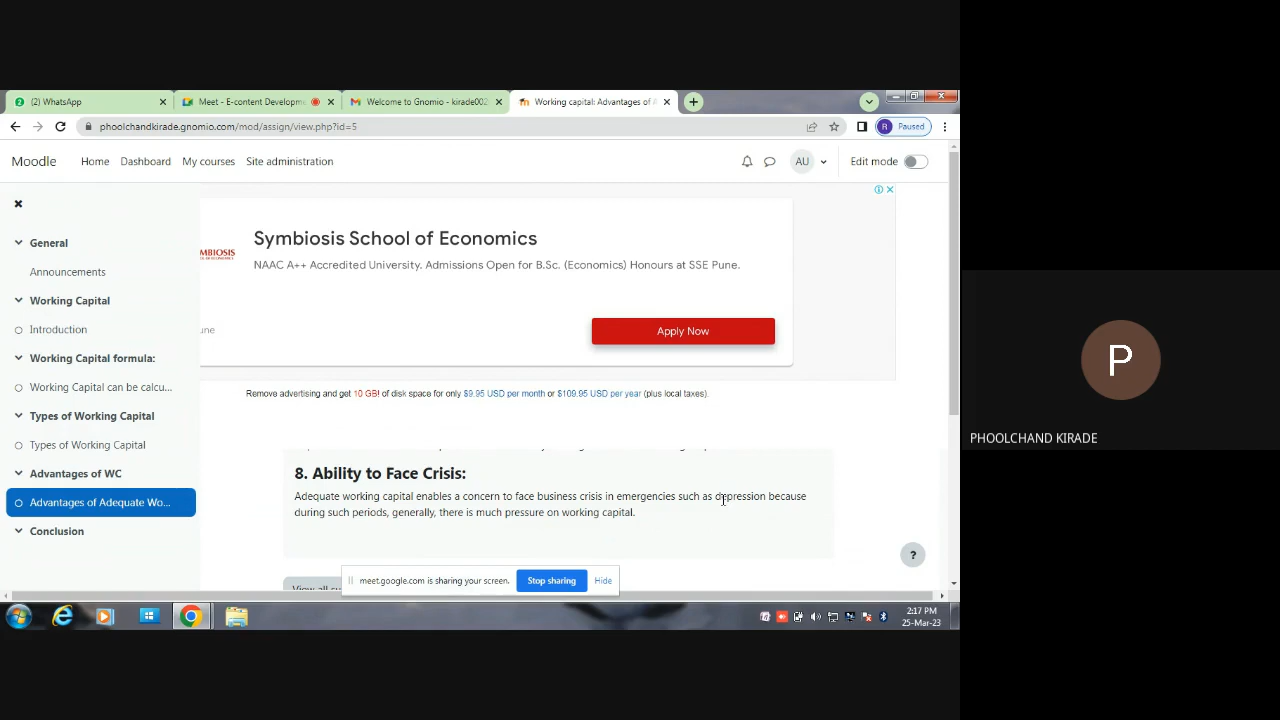 (2) WhatsApp
Meet - E-content Developm
Welcome to Gnomio - kirade002
Working capital: Advantages of A
phoolchandkirade.gnomio.com/mod/assign/view.php?id=5
R Paused
Moodle Home Dashboard My courses Site administration AU Edit mode
General
Announcements
Working Capital
Introduction
Working Capital formula:
Working Capital can be calcu...
Types of Working Capital
Types of Working Capital
Advantages of WC
Advantages of Adequate Wo...
Conclusion
MBIOSIS
Symbiosis School of Economics
NAAC A++ Accredited University. Admissions Open for B.Sc. (Economics) Honours at SSE Pune.
une
Apply Now
Remove advertising and get 10 GB! of disk space for only $9.95 USD per month or $109.95 USD per year (plus local taxes).
8. Ability to Face Crisis:
Adequate working capital enables a concern to face business crisis in emergencies such as depression because
during such periods, generally, there is much pressure on working capital.
?
meet.google.com is sharing your screen. Stop sharing Hide
2:17 PM
25-Mar-23
P
PHOOLCHAND KIRADE